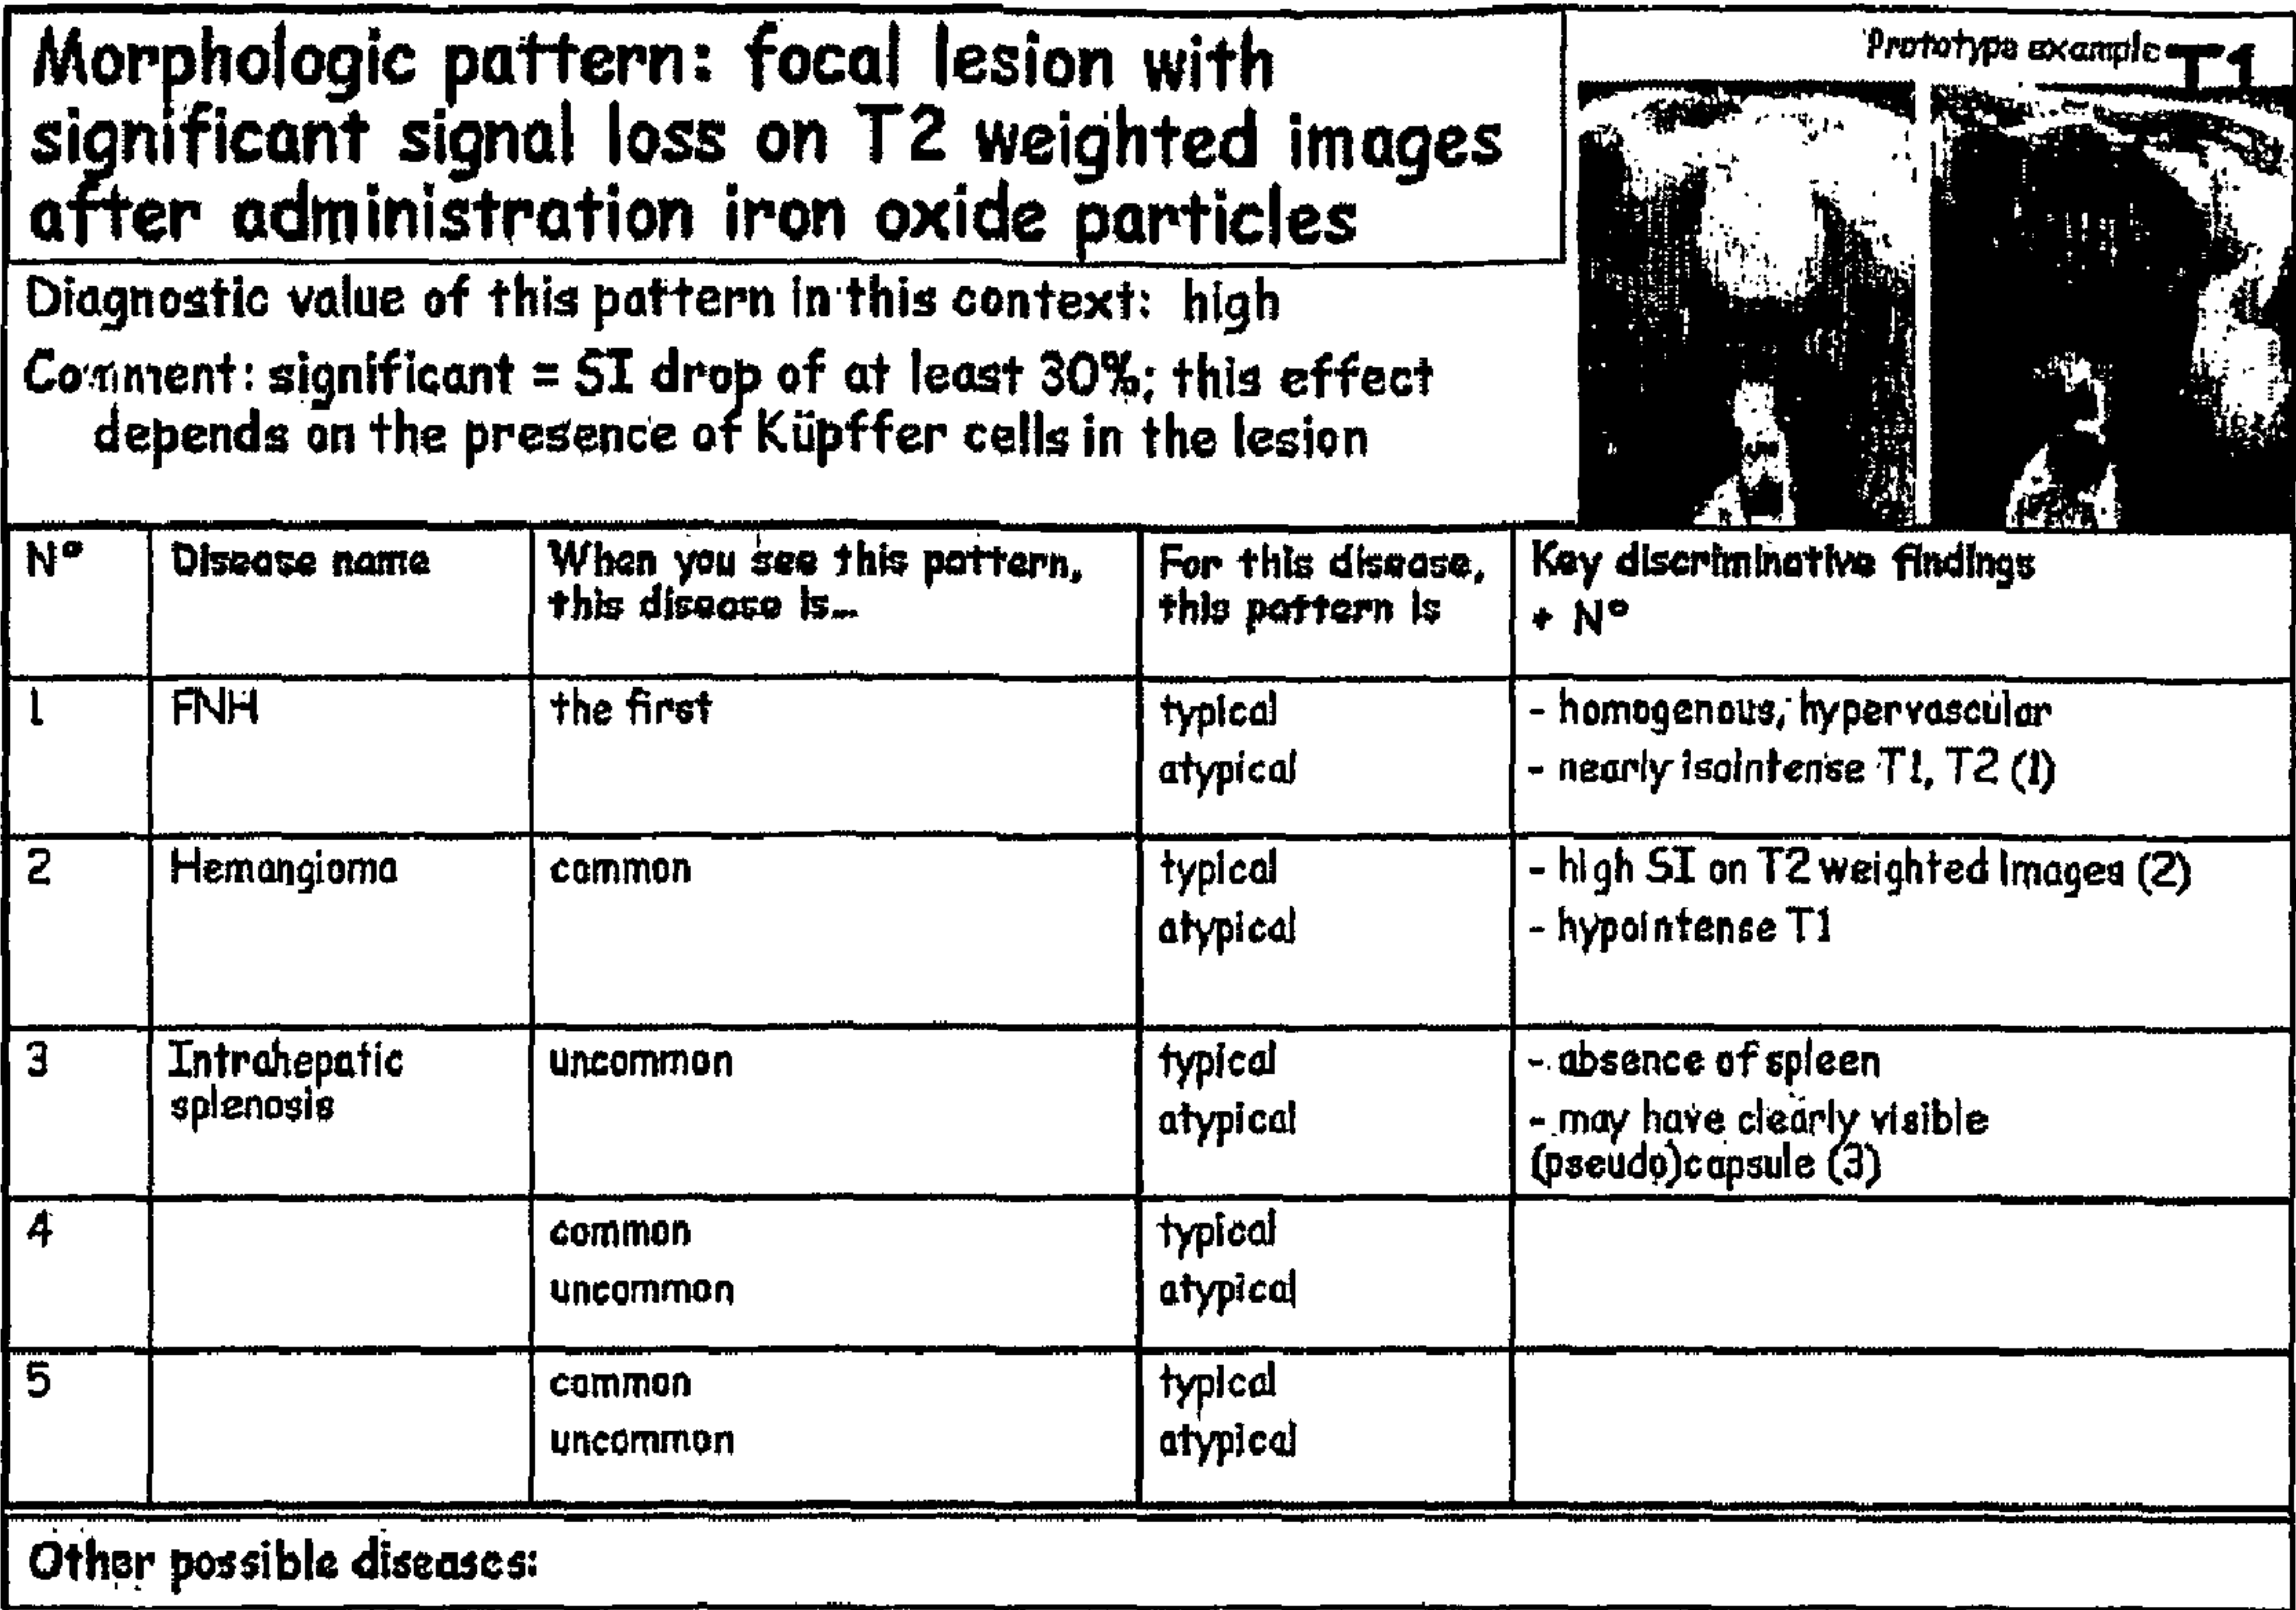 Morphologic pattern: focal lesion with
significant signal loss on T2 weighted images
after administration iron oxide particles
Prototype example T1
Diagnostic value of this pattern in this context: high
Comment: significant = SI drop of at least 30%; this effect
depends on the presence of Küpffer cells in the lesion
N° Disease name When you see this pattern, For this disease, Key discriminative findings
this disease is... this pattern is + N°
1 FNH the first typical - homogenous, hypervascular
atypical - nearly isointense T1, T2 (1)
2 Hemangioma common typical - high SI on T2 weighted images (2)
atypical - hypointense T1
3 Intrahepatic uncommon typical - absence of spleen
splenosis atypical - may have clearly visible
(pseudo)capsule (3)
4 common typical
uncommon atypical
5 common typical
uncommon atypical
Other possible diseases: